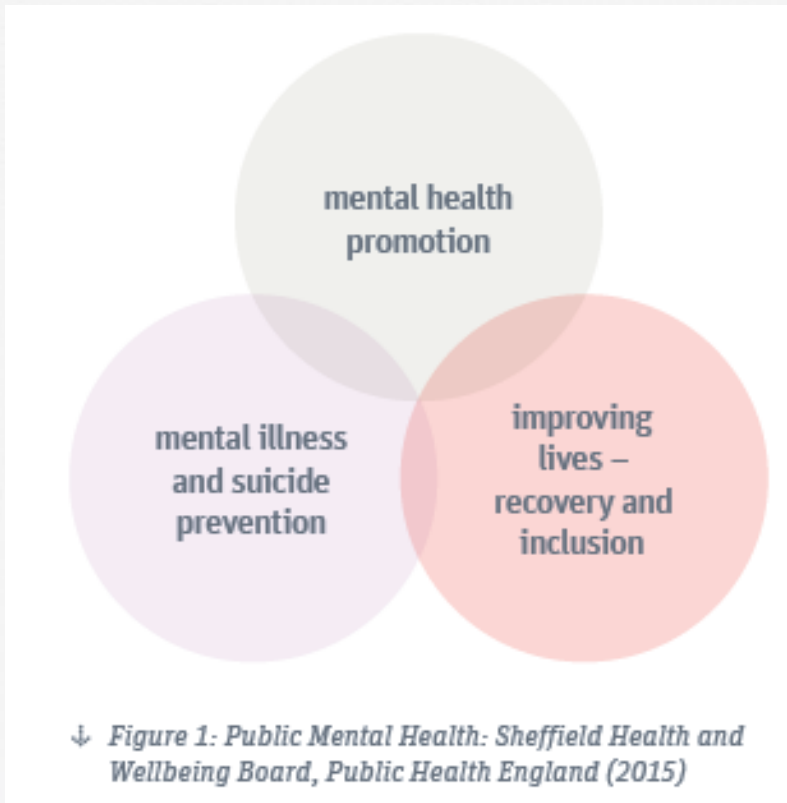 mental health
promotion
mental illness
and suicide
prevention
improving
lives –
recovery and
inclusion
↓ Figure 1: Public Mental Health: Sheffield Health and
Wellbeing Board, Public Health England (2015)